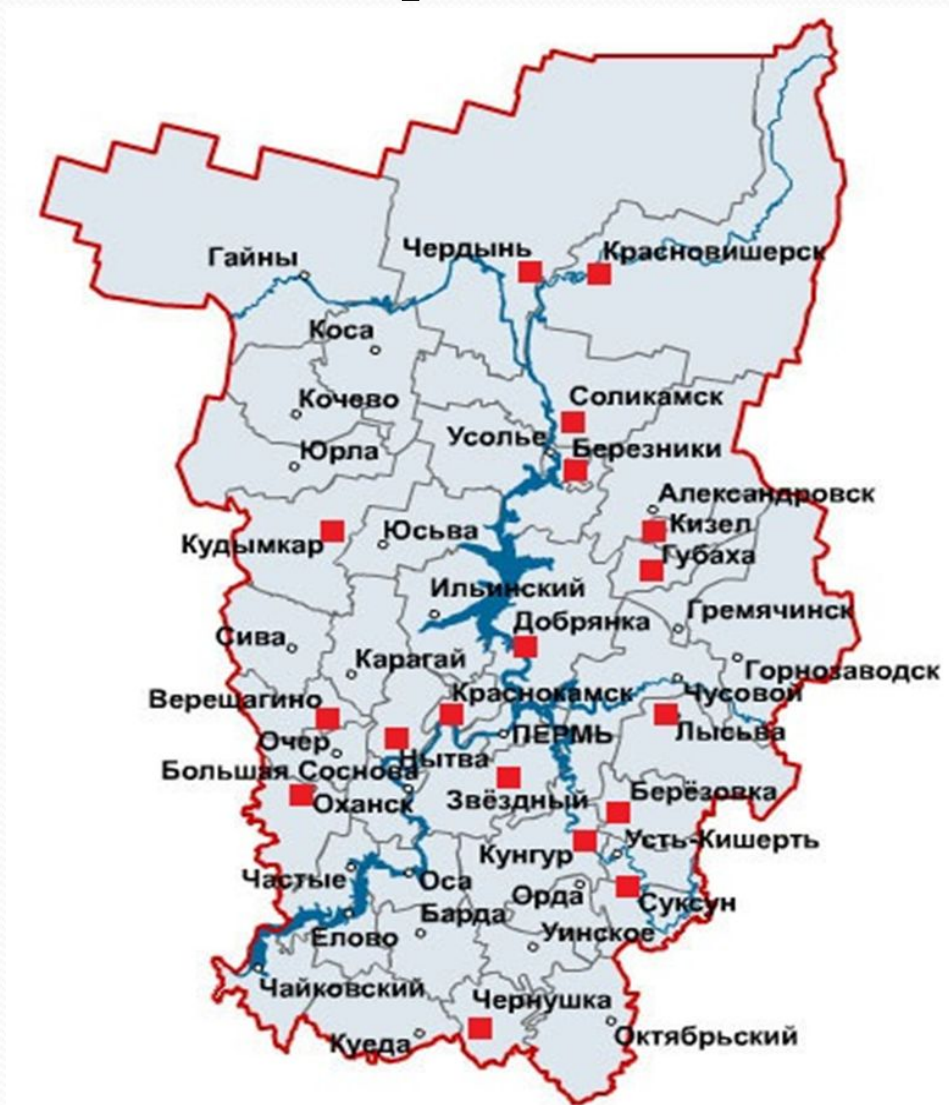 Чердынь
Красновишерск
Гайны
Коса
Соликамск
Кочево
Усолье
Березники
Юрла
Александровск
Кизел
Юсьва
Кудымкар
Губаха
Ильинский
Гремячинск
Добрянка
Сива
Карагай
Горнозаводск
Верещагино
Краснокамск
Чусовой
ПЕРМЬ
Лысьва
Очер
Нытва
Большая Соснова
Звёздный
Берёзовка
Оханск
Усть-Кишерть
Кунгур
Частые
Оса
Орда
Суксун
Барда
Уинское
Елово
Чайковский
Чернушка
Октябрьский
Куеда